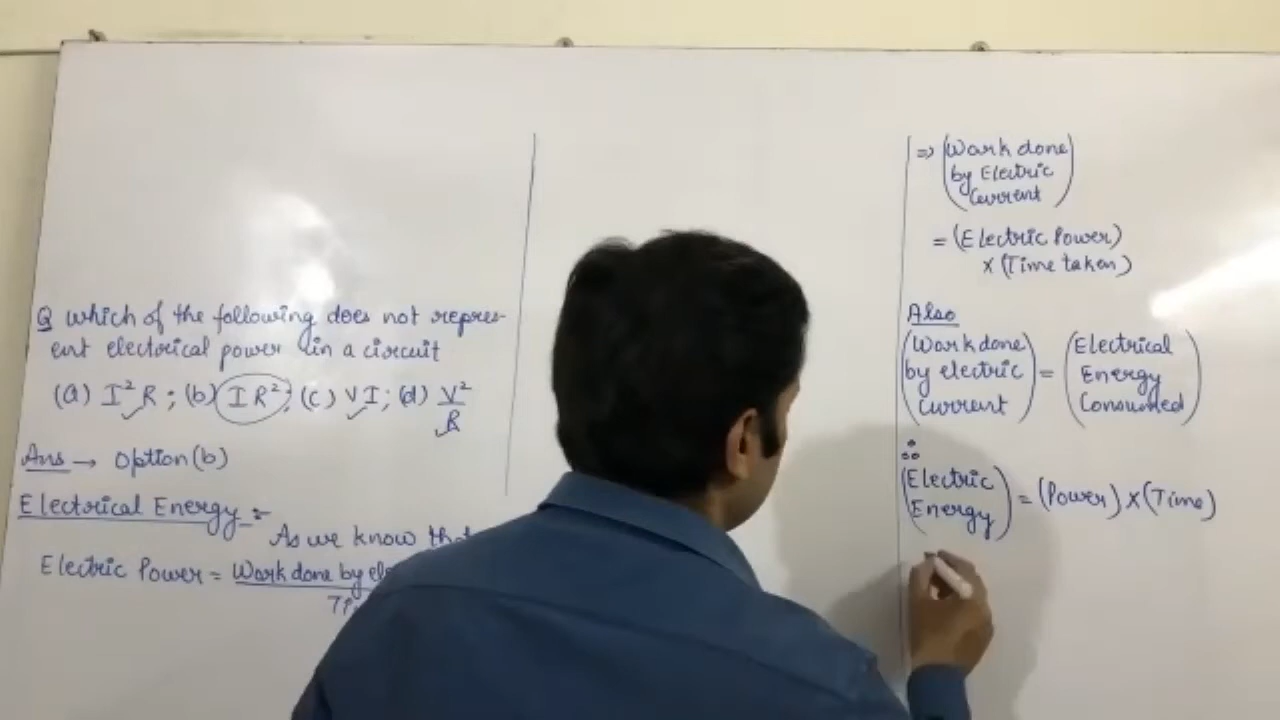 Q which of the following does not repres-
ent electrical power in a circuit
(a) I²R ; (b) IR² ; (c) VI ; (d) V²
R
Ans → option (b)
Electrical Energy :-
As we know that
Electric Power = Work done by
⇒ (Work done
by Electric
Current)
= (Electric Power)
× (Time taken)
Also
(Work done by electric Current) = (Electrical Energy Consumed)
∴
(Electric Energy) = (Power) × (Time)